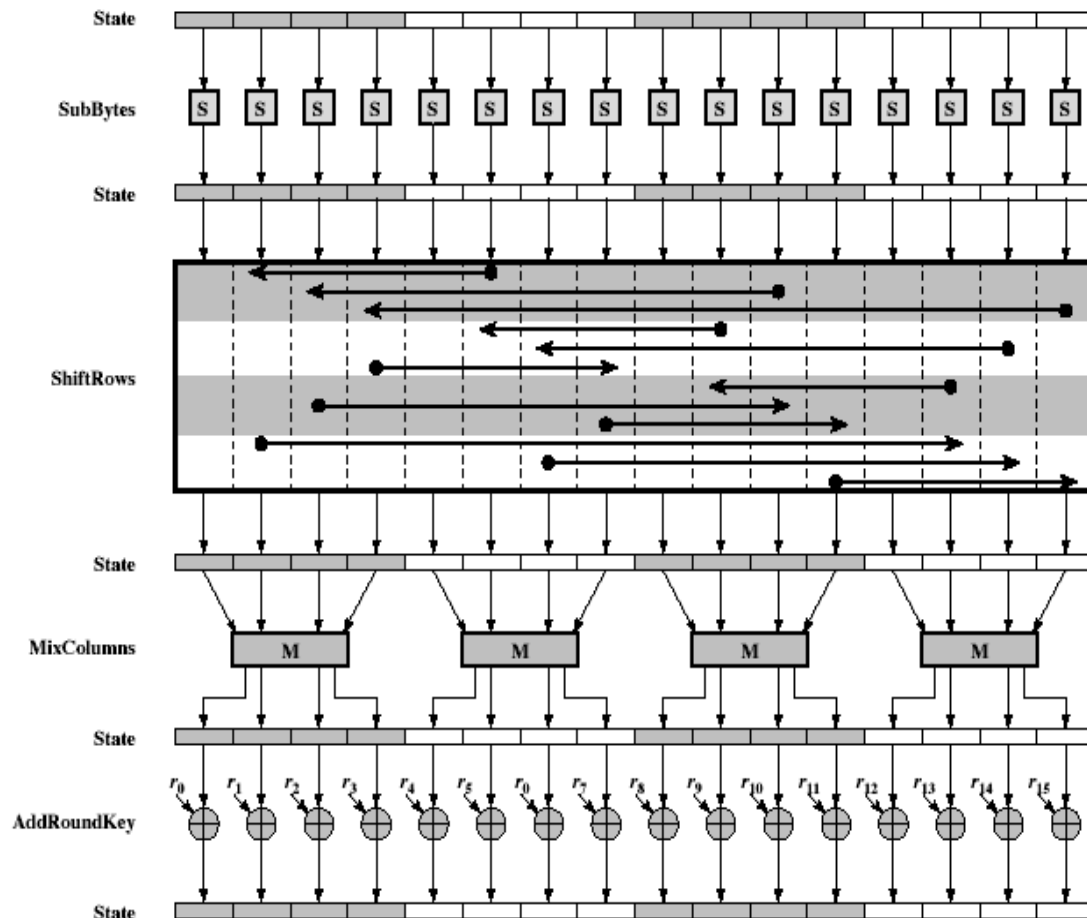 State
SubBytes S S S S S S S S S S S S S S S S
State
ShiftRows
State
MixColumns M M M M
State
r0 r1 r2 r3 r4 r5 r0 r7 r8 r9 r10 r11 r12 r13 r14 r15
AddRoundKey
State